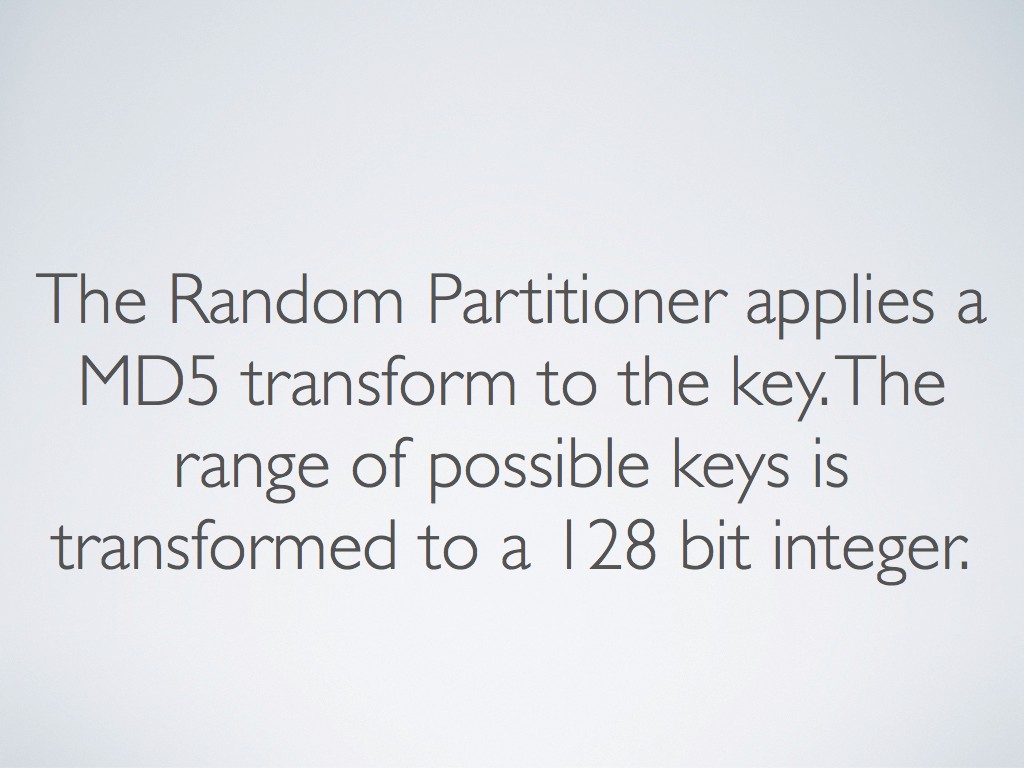 The Random Partitioner applies a
MD5 transform to the key. The
range of possible keys is
transformed to a 128 bit integer.